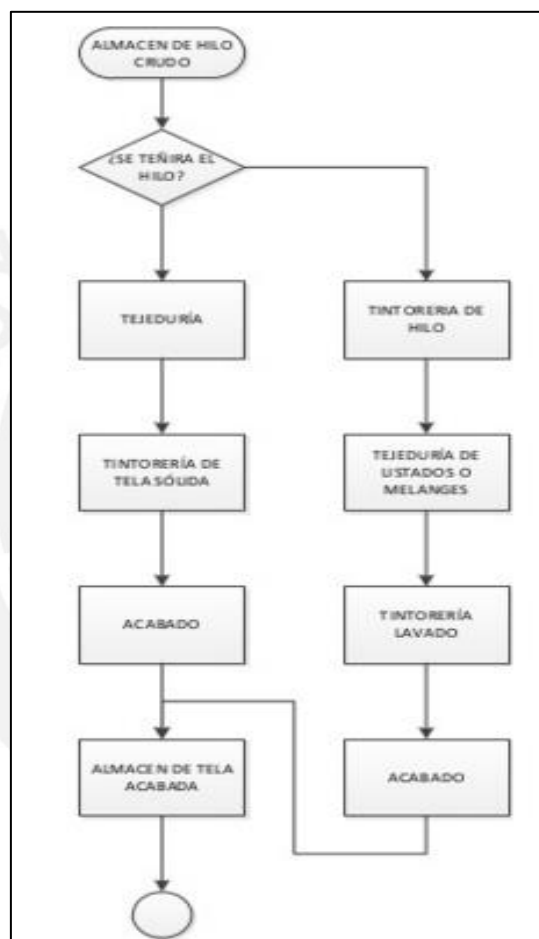 ALMACEN DE HILO
CRUDO
¿SE TEÑIRA EL
HILO?
TEJEDURÍA
TINTORERIA DE
HILO
TINTORERÍA DE
TELA SÓLIDA
TEJEDURÍA DE
LISTADOS O
MELANGES
ACABADO
TINTORERÍA
LAVADO
ALMACEN DE TELA
ACABADA
ACABADO